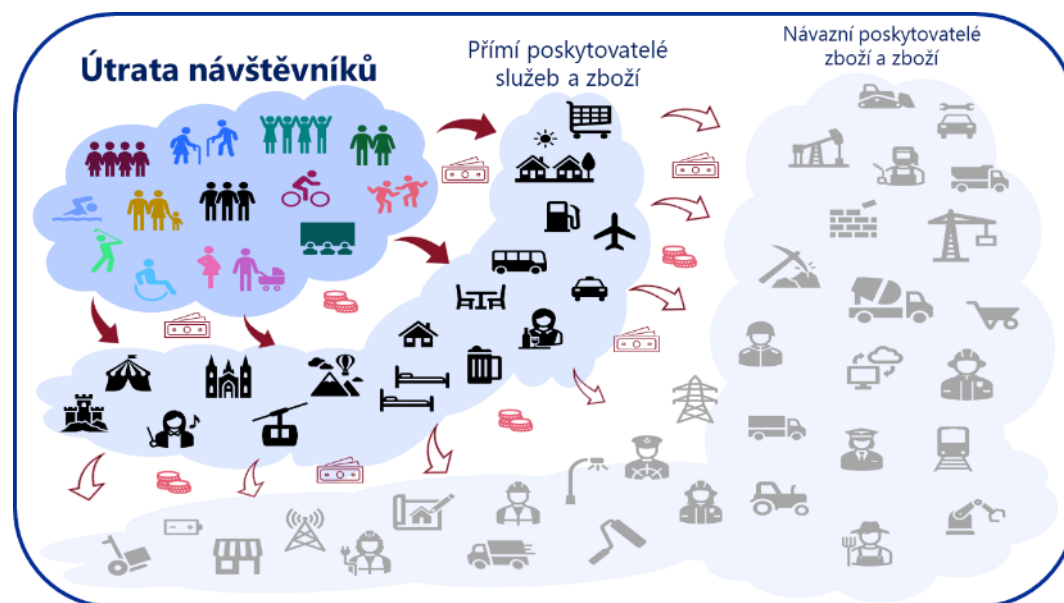 Útrata návštěvníků
Přímí poskytovatelé
služeb a zboží
Návazní poskytovatelé
zboží a zboží